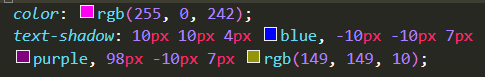 color: rgb(255, 0, 242);
text-shadow: 10px 10px 4px blue, -10px -10px 7px
purple, 98px -10px 7px rgb(149, 149, 10);